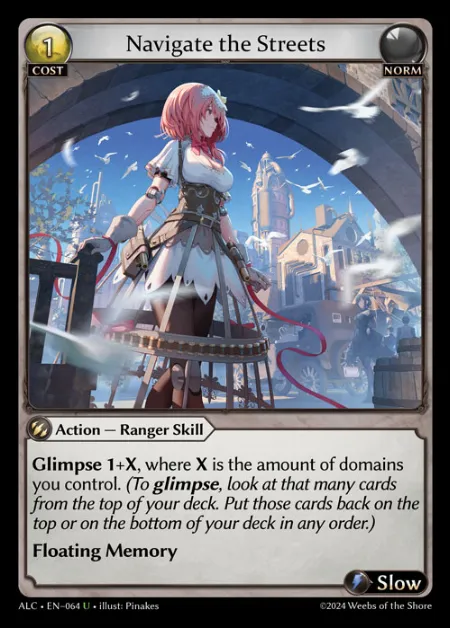 1
Navigate the Streets
COST
NORM
Action — Ranger Skill
Glimpse 1+X, where X is the amount of domains
you control. (To glimpse, look at that many cards
from the top of your deck. Put those cards back on the
top or on the bottom of your deck in any order.)
Floating Memory
Slow
ALC • EN-064 U • illust: Pinakes
©2024 Weebs of the Shore